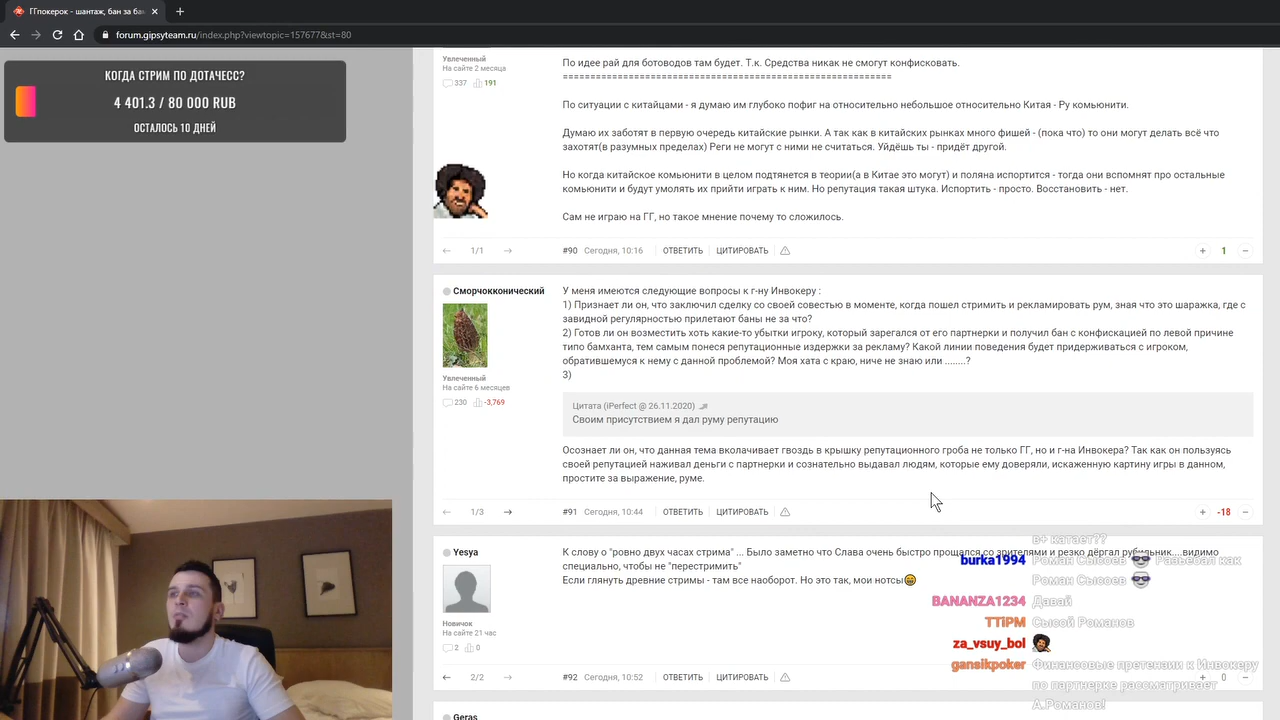 ГГпокерок - шантаж, бан за ба
forum.gipsyteam.ru/index.php?viewtopic=157677&st=80
КОГДА СТРИМ ПО ДОТАЧЕСС?
4 401.3 / 80 000 RUB
ОСТАЛОСЬ 10 ДНЕЙ
Увлеченный
На сайте 2 месяца
337 191
По идее рай для ботоводов там будет. Т.к. Средства никак не смогут конфисковать.
============================================================
По ситуации с китайцами - я думаю им глубоко пофиг на относительно небольшое относительно Китая - Ру комьюнити.
Думаю их заботят в первую очередь китайские рынки. А так как в китайских рынках много фишей - (пока что) то они могут делать всё что
захотят(в разумных пределах) Реги не могут с ними не считаться. Уйдёшь ты - придёт другой.
Но когда китайское комьюнити в целом подтянется в теории(а в Китае это могут) и поляна испортится - тогда они вспомнят про остальные
комьюнити и будут умолять их прийти играть к ним. Но репутация такая штука. Испортить - просто. Восстановить - нет.
Сам не играю на ГГ, но такое мнение почему то сложилось.
← 1/1 → #90 Сегодня, 10:16 ОТВЕТИТЬ ЦИТИРОВАТЬ + 1 −
Сморчокконический
Увлеченный
На сайте 6 месяцев
230 -3,769
У меня имеются следующие вопросы к г-ну Инвокеру :
1) Признает ли он, что заключил сделку со своей совестью в моменте, когда пошел стримить и рекламировать рум, зная что это шаражка, где с
завидной регулярностью прилетают баны не за что?
2) Готов ли он возместить хоть какие-то убытки игроку, который зарегался от его партнерки и получил бан с конфискацией по левой причине
типо бамханта, тем самым понеся репутационные издержки за рекламу? Какой линии поведения будет придерживаться с игроком,
обратившемуся к нему с данной проблемой? Моя хата с краю, ниче не знаю или ........?
3)
Цитата (iPerfect @ 26.11.2020)
Своим присутствием я дал руму репутацию
Осознает ли он, что данная тема вколачивает гвоздь в крышку репутационного гроба не только ГГ, но и г-на Инвокера? Так как он пользуясь
своей репутацией наживал деньги с партнерки и сознательно выдавал людям, которые ему доверяли, искаженную картину игры в данном,
простите за выражение, руме.
← 1/3 → #91 Сегодня, 10:44 ОТВЕТИТЬ ЦИТИРОВАТЬ + -18 −
Yesya
Новичок
На сайте 21 час
2 0
К слову о "ровно двух часах стрима" ... Было заметно что Слава очень быстро прощался со зрителями и резко дёргал рубильник....видимо
специально, чтобы не "перестримить"
Если глянуть древние стримы - там все наоборот. Но это так, мои нотсы
← 2/2 → #92 Сегодня, 10:52 ОТВЕТИТЬ ЦИТИРОВАТЬ + 0 −
Geras
в+ катает??
burka1994 Роман Сысоев Разъебал как
Роман Сысоев
BANANZA1234 Давай
TTiPM Сысой Романов
za_vsuy_bol
gansikpoker Финансовые претензии к Инвокеру
по партнерке рассматривает
А.Романов!